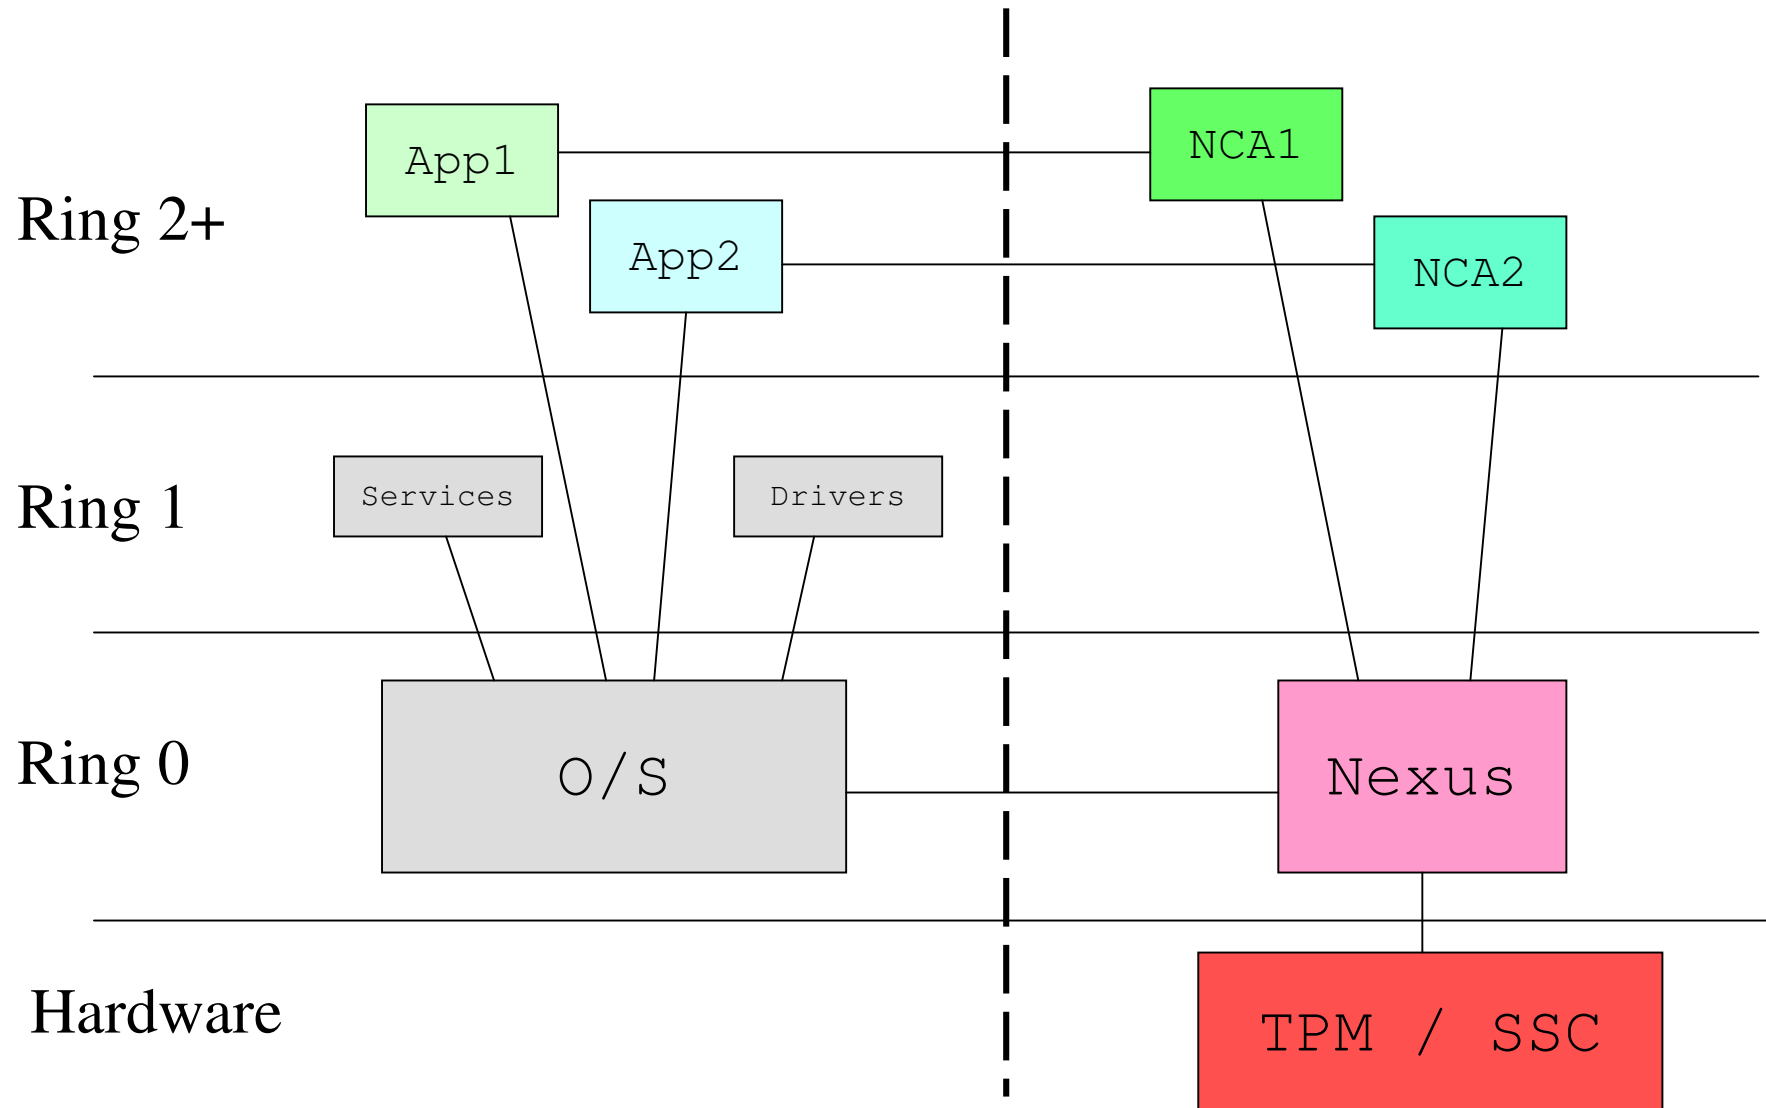 App1
NCA1
Ring 2+
App2
NCA2
Ring 1
Services
Drivers
Ring 0
O/S
Nexus
Hardware
TPM / SSC